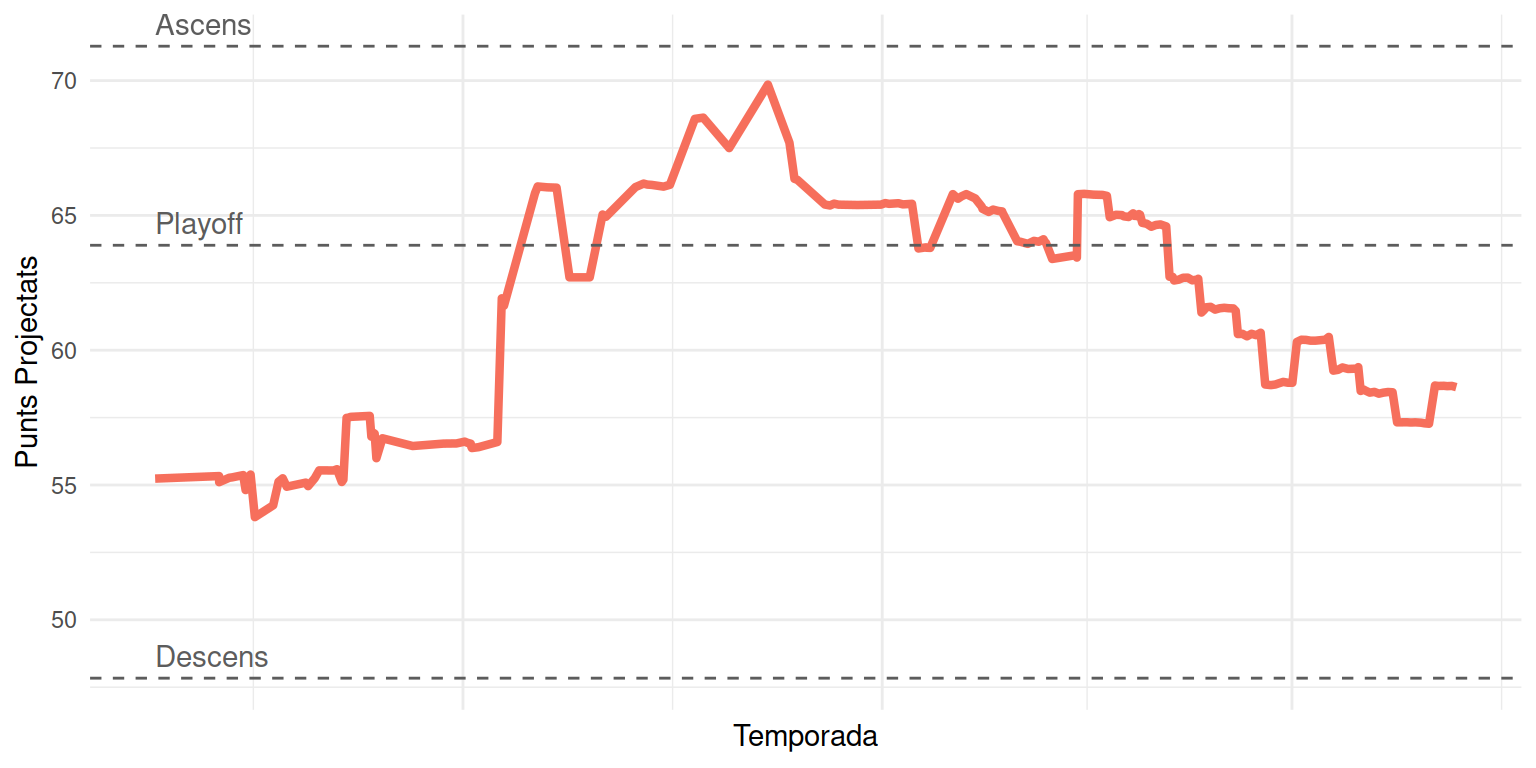 Ascens
70
65
Playoff
60
55
50
Descens
Punts Projectats
Temporada